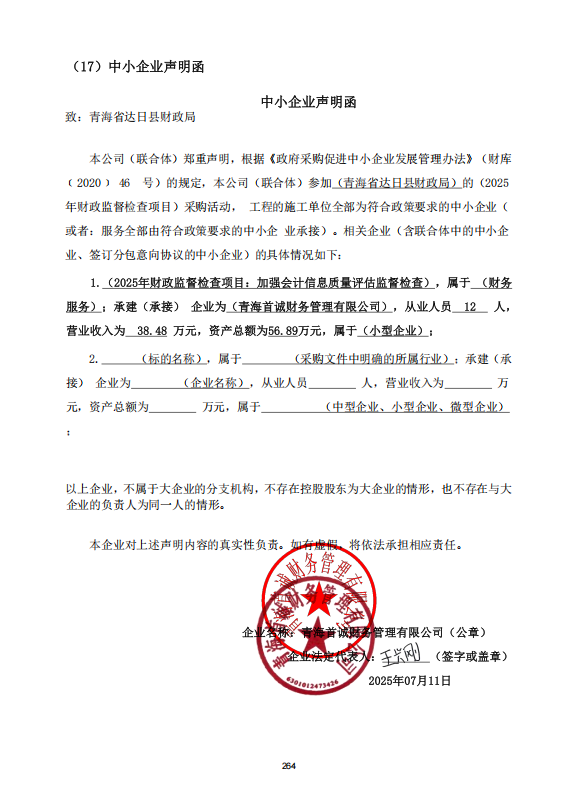 （17）中小企业声明函
中小企业声明函
致：青海省达日县财政局
本公司（联合体）郑重声明，根据《政府采购促进中小企业发展管理办法》（财库
﹝2020﹞46 号）的规定，本公司（联合体）参加（青海省达日县财政局）的（2025
年财政监督检查项目）采购活动， 工程的施工单位全部为符合政策要求的中小企业（
或者：服务全部由符合政策要求的中小企 业承接）。相关企业（含联合体中的中小企
业、签订分包意向协议的中小企业）的具体情况如下：
1.（2025年财政监督检查项目：加强会计信息质量评估监督检查），属于 （财务
服务）；承建（承接） 企业为（青海首诚财务管理有限公司），从业人员 12 人，
营业收入为 38.48 万元，资产总额为56.89万元，属于（小型企业）；
2. （标的名称），属于 （采购文件中明确的所属行业）；承建（承
接） 企业为 （企业名称），从业人员 人，营业收入为 万
元，资产总额为 万元，属于 （中型企业、小型企业、微型企业）
；
以上企业，不属于大企业的分支机构，不存在控股股东为大企业的情形，也不存在与大
企业的负责人为同一人的情形。
本企业对上述声明内容的真实性负责。如有虚假，将依法承担相应责任。
企业名称：青海首诚财务管理有限公司（公章）
企业法定代表人： （签字或盖章）
2025年07月11日
6301012473426
264